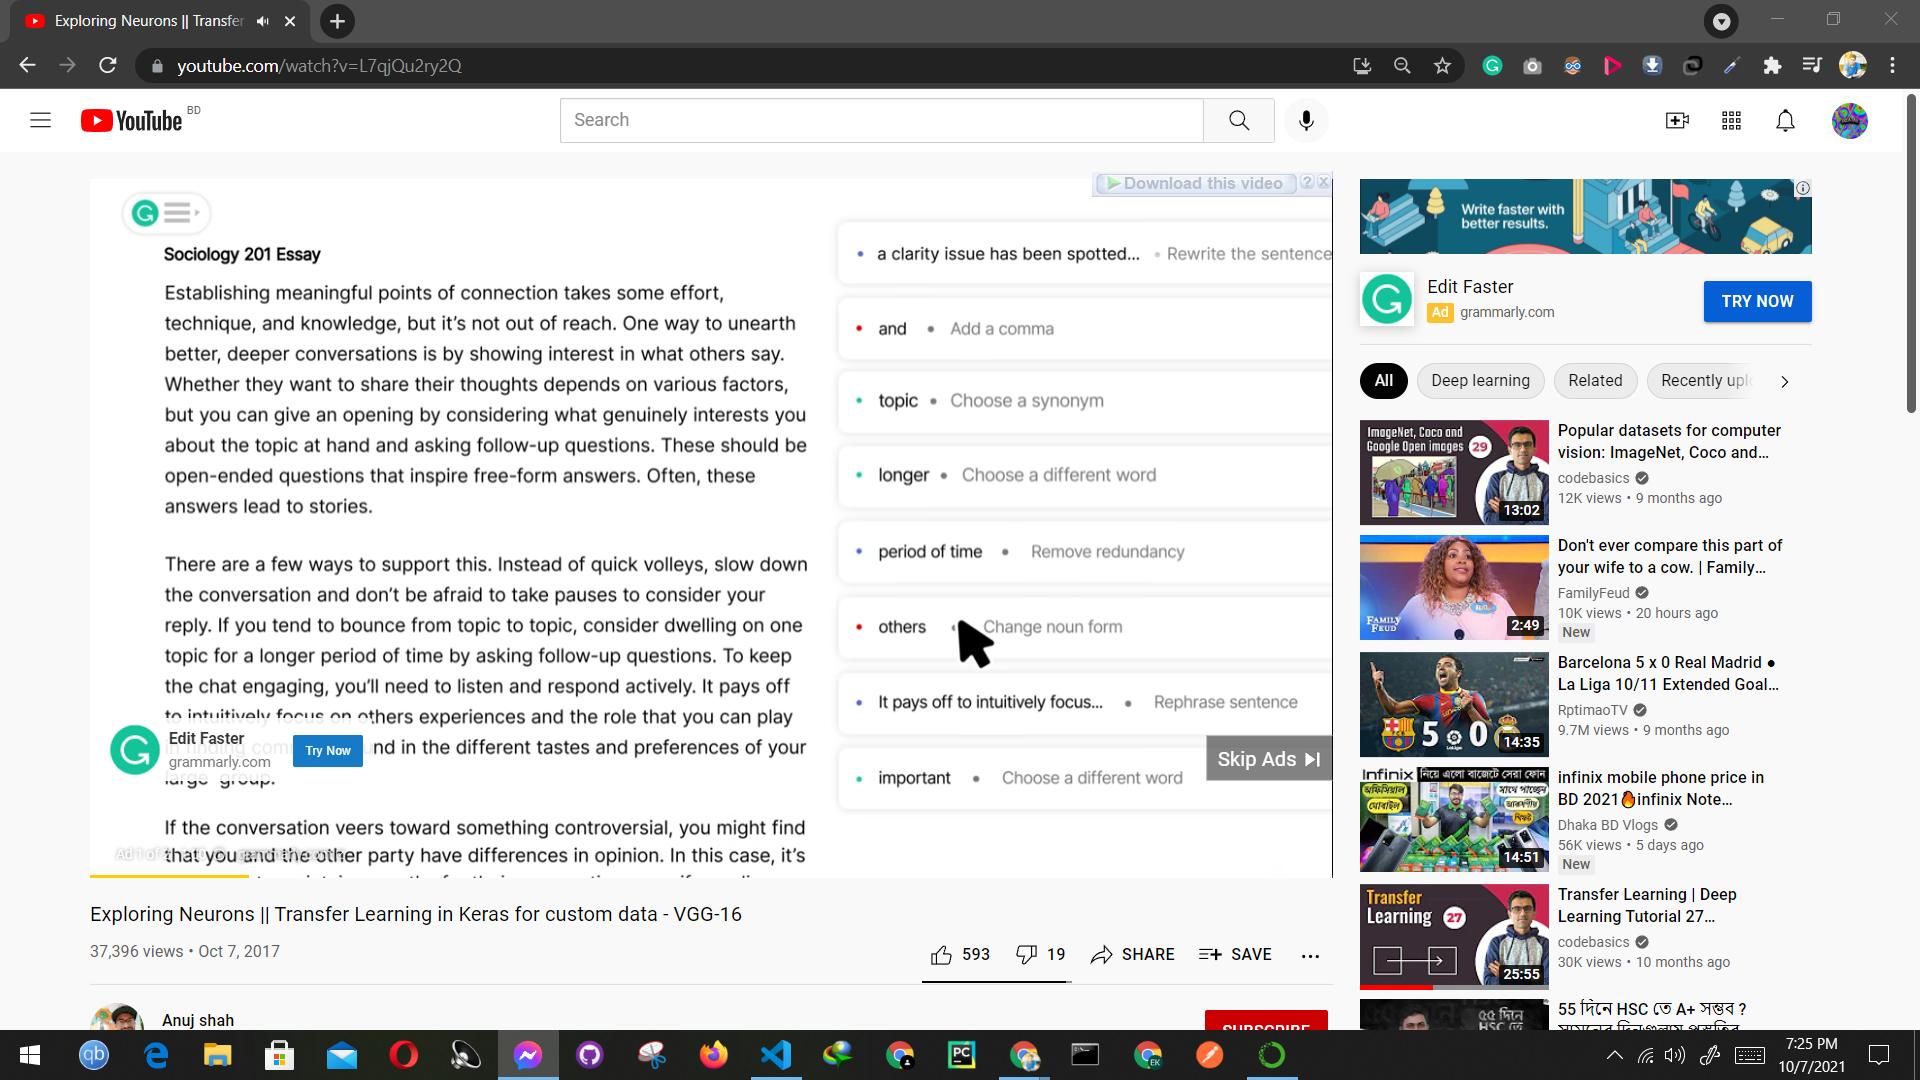 Exploring Neurons || Transfer
youtube.com/watch?v=L7qjQu2ry2Q
YouTube BD
Search
Download this video
Sociology 201 Essay
Establishing meaningful points of connection takes some effort,
technique, and knowledge, but it's not out of reach. One way to unearth
better, deeper conversations is by showing interest in what others say.
Whether they want to share their thoughts depends on various factors,
but you can give an opening by considering what genuinely interests you
about the topic at hand and asking follow-up questions. These should be
open-ended questions that inspire free-form answers. Often, these
answers lead to stories.
There are a few ways to support this. Instead of quick volleys, slow down
the conversation and don't be afraid to take pauses to consider your
reply. If you tend to bounce from topic to topic, consider dwelling on one
topic for a longer period of time by asking follow-up questions. To keep
the chat engaging, you'll need to listen and respond actively. It pays off
to intuitively focus on others experiences and the role that you can play
nd in the different tastes and preferences of your
large group.
If the conversation veers toward something controversial, you might find
that you and the other party have differences in opinion. In this case, it's
Edit Faster
grammarly.com
Try Now
a clarity issue has been spotted... • Rewrite the sentence
and • Add a comma
topic • Choose a synonym
longer • Choose a different word
period of time • Remove redundancy
others Change noun form
It pays off to intuitively focus... • Rephrase sentence
important • Choose a different word
Skip Ads
Exploring Neurons || Transfer Learning in Keras for custom data - VGG-16
37,396 views • Oct 7, 2017
593 19 SHARE SAVE ...
Anuj shah
SUBSCRIBE
Write faster with
better results.
Edit Faster
Ad grammarly.com
TRY NOW
All Deep learning Related Recently uplo
ImageNet, Coco and
Google Open images 29
13:02
Popular datasets for computer
vision: ImageNet, Coco and...
codebasics
12K views • 9 months ago
FAMILY
FEUD
2:49
Don't ever compare this part of
your wife to a cow. | Family...
FamilyFeud
10K views • 20 hours ago
New
5 0
14:35
Barcelona 5 x 0 Real Madrid ●
La Liga 10/11 Extended Goal...
RptimaoTV
9.7M views • 9 months ago
Infinix নিয়ে এলো বাজেটে সেরা ফোন
14:51
infinix mobile phone price in
BD 2021🔥infinix Note...
Dhaka BD Vlogs
56K views • 5 days ago
New
Transfer
Learning 27
25:55
Transfer Learning | Deep
Learning Tutorial 27...
codebasics
30K views • 10 months ago
৫৫ দিনে
HSC তে
55 দিনে HSC তে A+ সম্ভব ?
qb
PC
EK
7:25 PM
10/7/2021